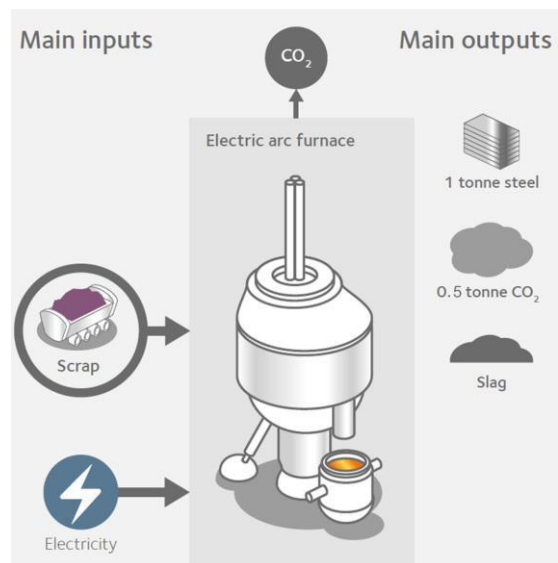 Main inputs
CO₂
Main outputs
Electric arc furnace
1 tonne steel
0.5 tonne CO₂
Scrap
Slag
Electricity